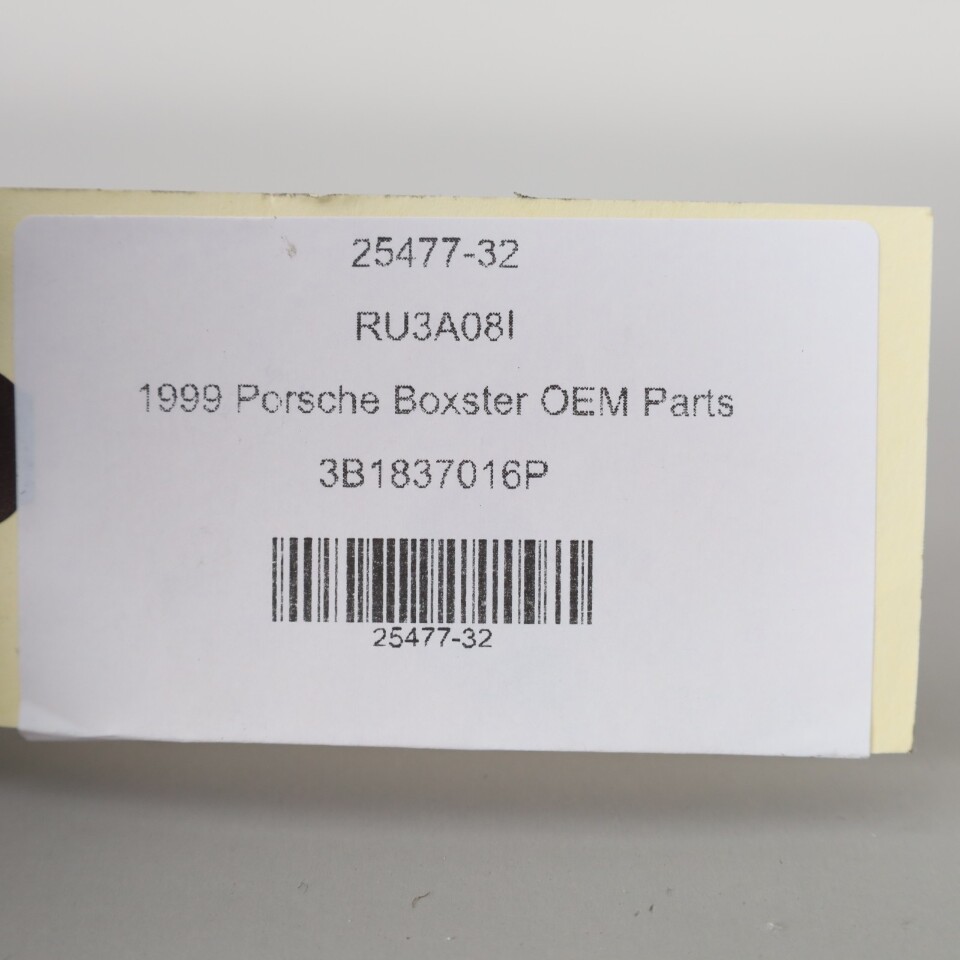 25477-32
RU3A08I
1999 Porsche Boxster OEM Parts
3B1837016P
25477-32